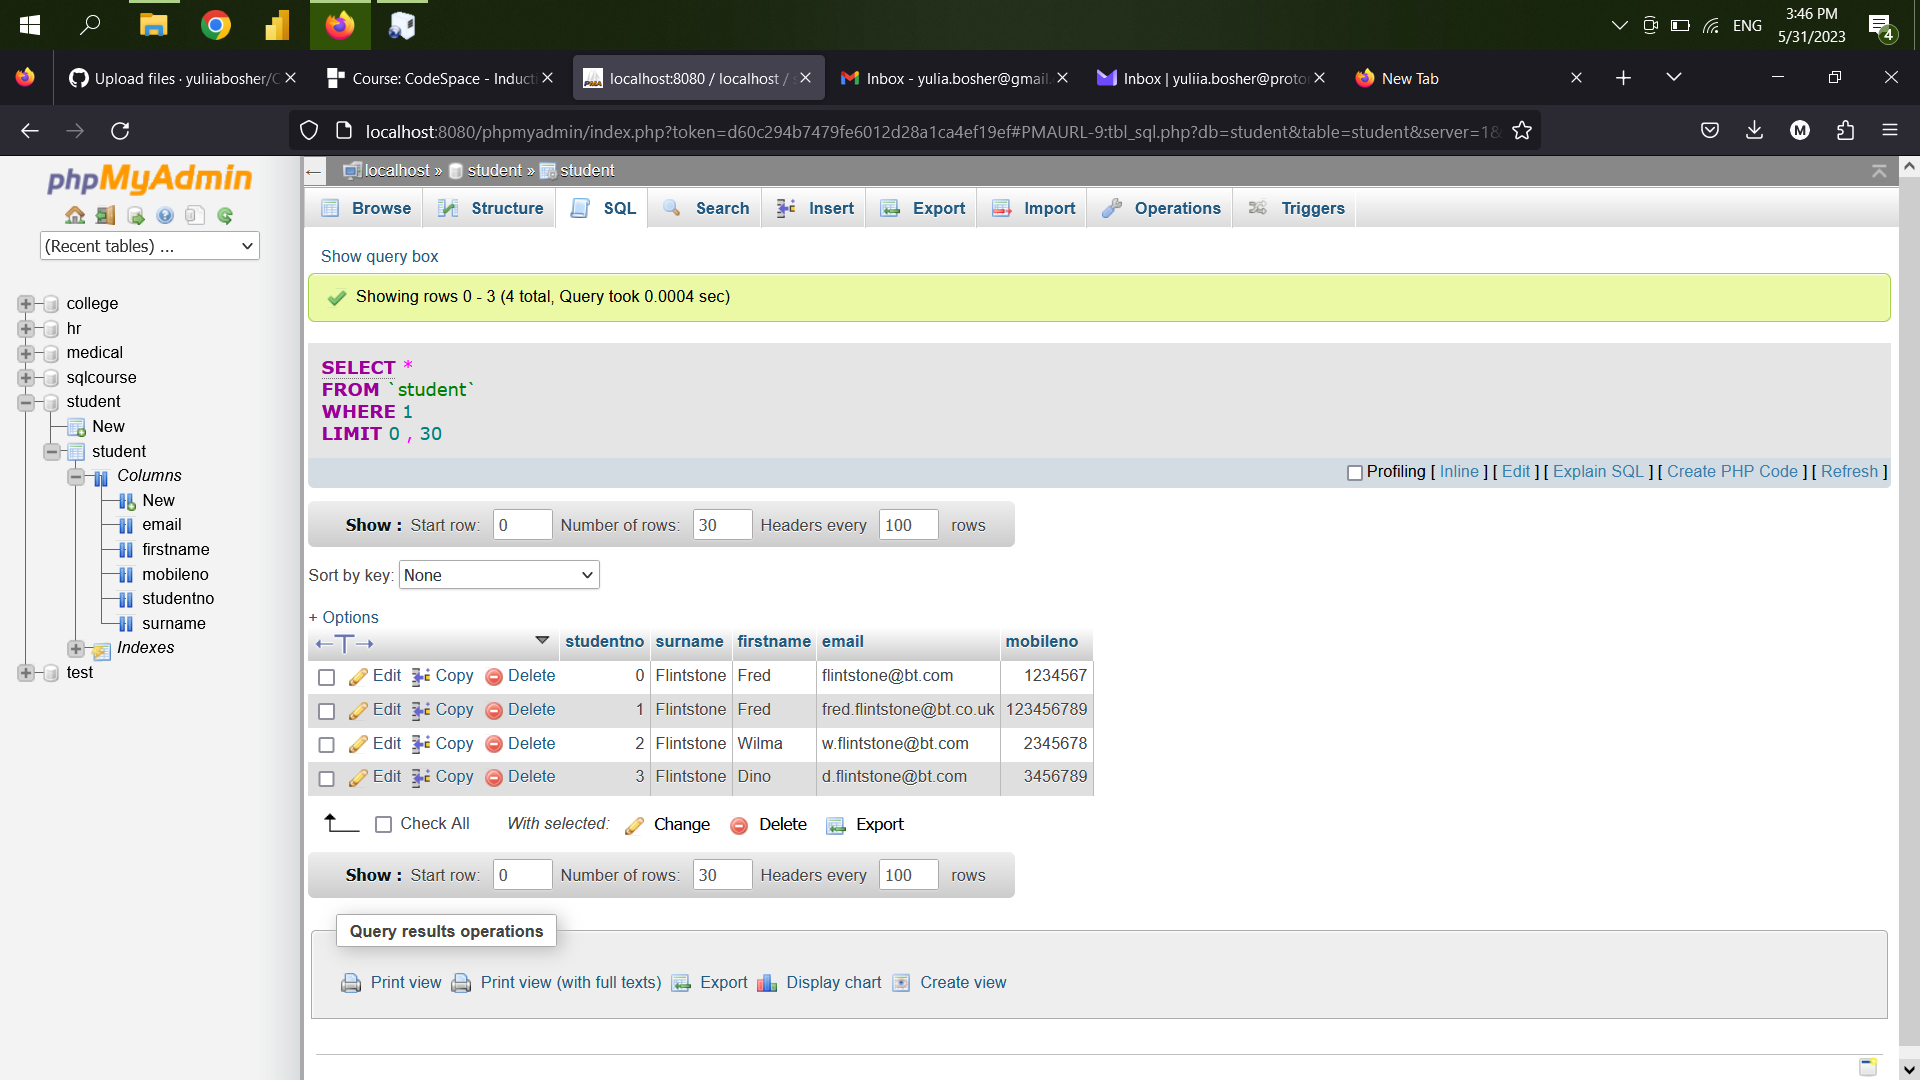 3:46 PM
ENG
5/31/2023
4
Upload files · yuliiabosher/C
Course: CodeSpace - Inducti
localhost:8080 / localhost / s
Inbox - yulia.bosher@gmail.
Inbox | yuliia.bosher@proto
New Tab
localhost:8080/phpmyadmin/index.php?token=d60c294b7479fe6012d28a1ca4ef19ef#PMAURL-9:tbl_sql.php?db=student&table=student&server=1&
M
phpMyAdmin
(Recent tables) ...
college
hr
medical
sqlcourse
student
New
student
Columns
New
email
firstname
mobileno
studentno
surname
Indexes
test
localhost » student » student
Browse Structure SQL Search Insert Export Import Operations Triggers
Show query box
Showing rows 0 - 3 (4 total, Query took 0.0004 sec)
SELECT *
FROM `student`
WHERE 1
LIMIT 0 , 30
Profiling [ Inline ] [ Edit ] [ Explain SQL ] [ Create PHP Code ] [ Refresh ]
Show : Start row: 0 Number of rows: 30 Headers every 100 rows
Sort by key: None
+ Options
←T→ studentno surname firstname email mobileno
Edit Copy Delete 0 Flintstone Fred flintstone@bt.com 1234567
Edit Copy Delete 1 Flintstone Fred fred.flintstone@bt.co.uk 123456789
Edit Copy Delete 2 Flintstone Wilma w.flintstone@bt.com 2345678
Edit Copy Delete 3 Flintstone Dino d.flintstone@bt.com 3456789
Check All With selected: Change Delete Export
Show : Start row: 0 Number of rows: 30 Headers every 100 rows
Query results operations
Print view Print view (with full texts) Export Display chart Create view